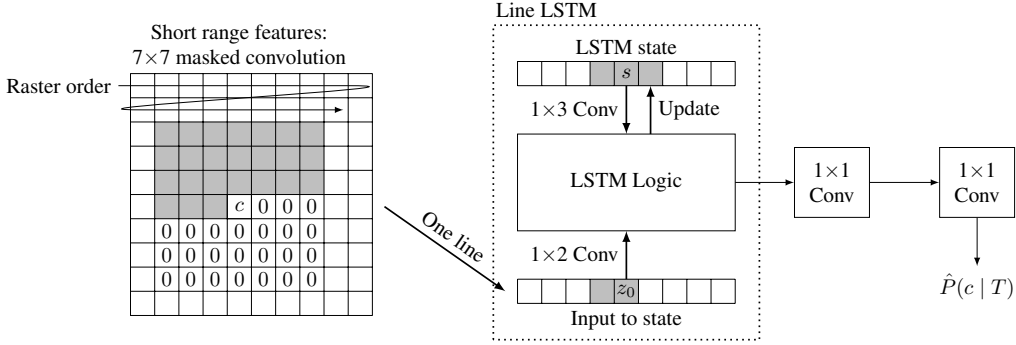 Short range features:
7×7 masked convolution
Raster order
c 0 0 0
0 0 0 0 0 0 0
0 0 0 0 0 0 0
0 0 0 0 0 0 0
One line
Line LSTM
LSTM state
s
1×3 Conv
Update
LSTM Logic
1×2 Conv
z₀
Input to state
1×1
Conv
1×1
Conv
P̂(c | T)